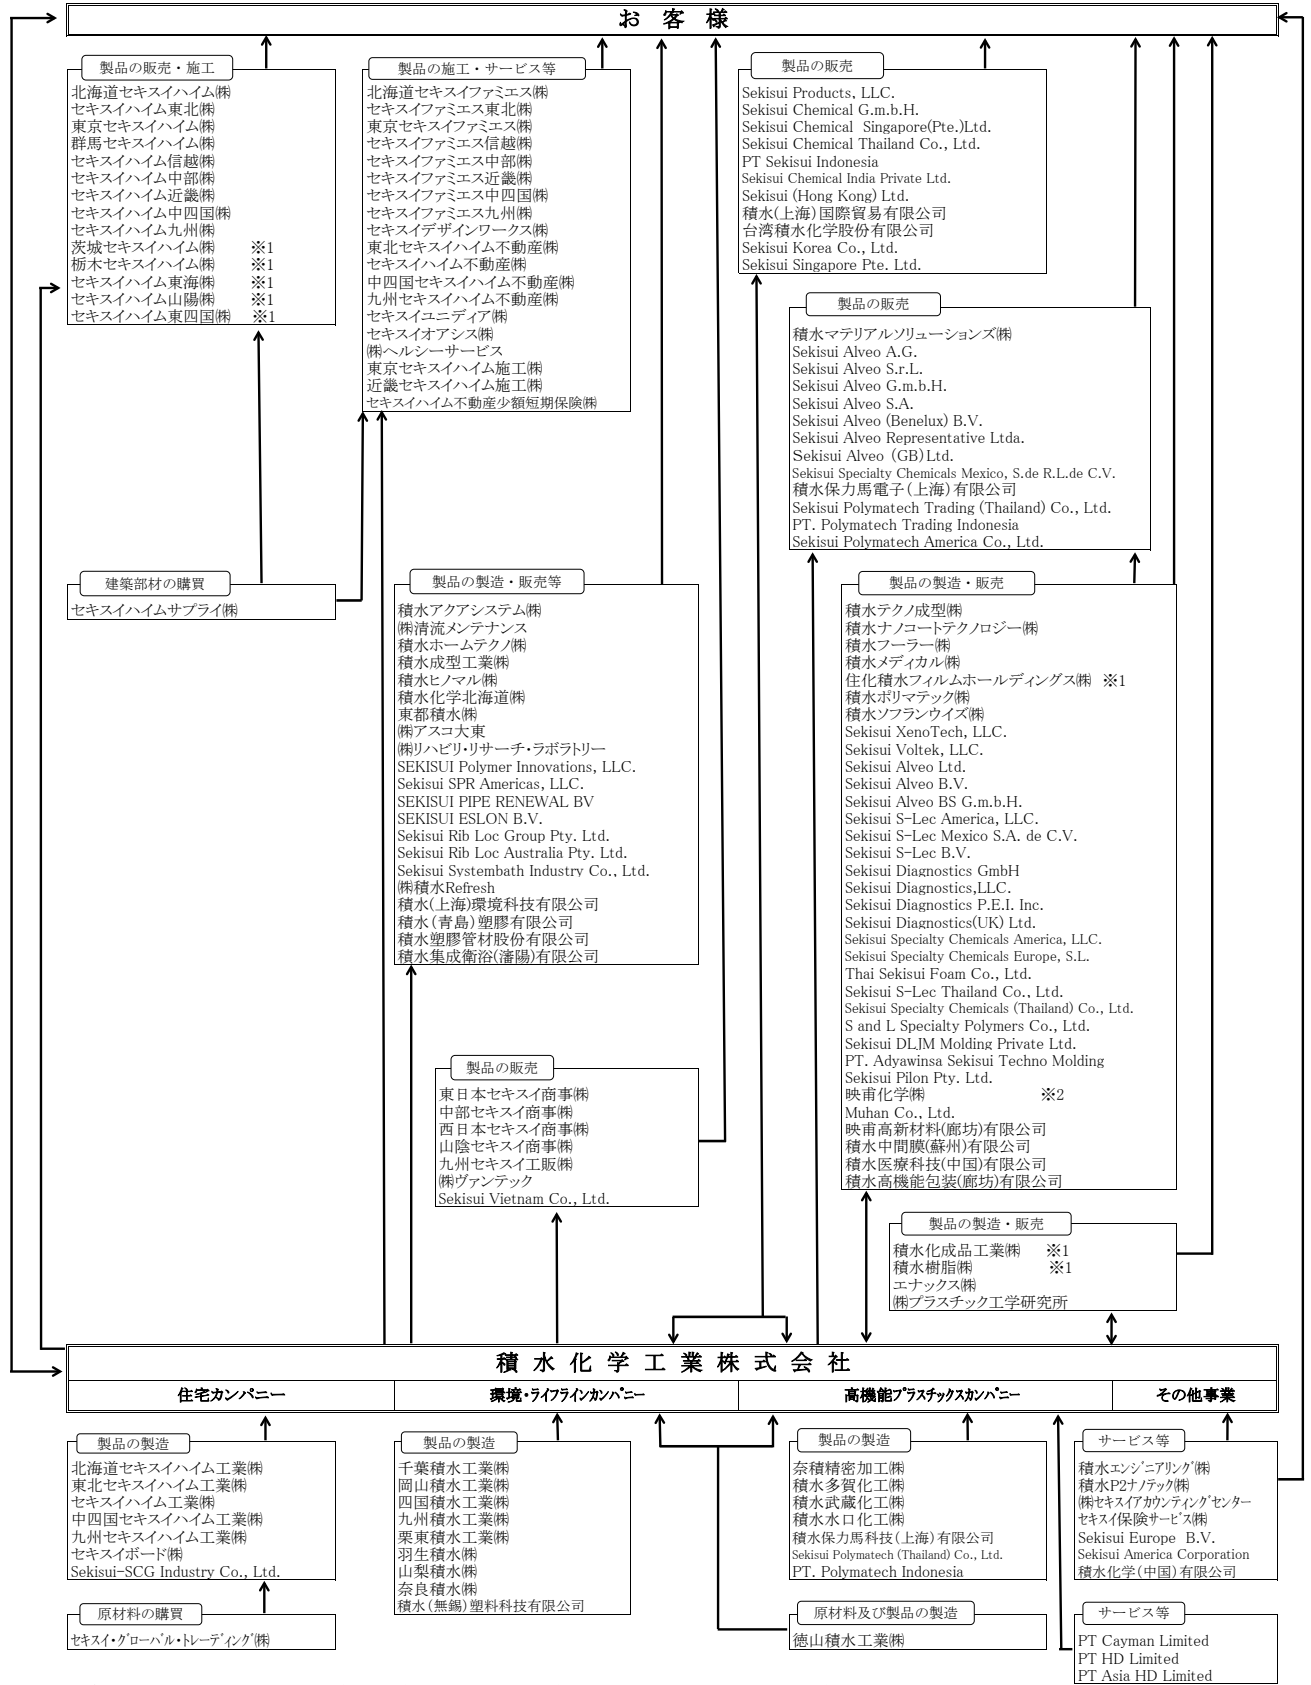 お 客 様
製品の販売・施工
北海道セキスイハイム㈱
セキスイハイム東北㈱
東京セキスイハイム㈱
群馬セキスイハイム㈱
セキスイハイム信越㈱
セキスイハイム中部㈱
セキスイハイム近畿㈱
セキスイハイム中四国㈱
セキスイハイム九州㈱
茨城セキスイハイム㈱ ※1
栃木セキスイハイム㈱ ※1
セキスイハイム東海㈱ ※1
セキスイハイム山陽㈱ ※1
セキスイハイム東四国㈱ ※1
製品の施工・サービス等
北海道セキスイファミエス㈱
セキスイファミエス東北㈱
東京セキスイファミエス㈱
セキスイファミエス信越㈱
セキスイファミエス中部㈱
セキスイファミエス近畿㈱
セキスイファミエス中四国㈱
セキスイファミエス九州㈱
セキスイデザインワークス㈱
東北セキスイハイム不動産㈱
セキスイハイム不動産㈱
中四国セキスイハイム不動産㈱
九州セキスイハイム不動産㈱
セキスイユニディア㈱
セキスイオアシス㈱
㈱ヘルシーサービス
東京セキスイハイム施工㈱
近畿セキスイハイム施工㈱
セキスイハイム不動産少額短期保険㈱
製品の販売
Sekisui Products, LLC.
Sekisui Chemical G.m.b.H.
Sekisui Chemical Singapore(Pte.)Ltd.
Sekisui Chemical Thailand Co., Ltd.
PT Sekisui Indonesia
Sekisui Chemical India Private Ltd.
Sekisui (Hong Kong) Ltd.
積水(上海)国際貿易有限公司
台湾積水化学股份有限公司
Sekisui Korea Co., Ltd.
Sekisui Singapore Pte. Ltd.
製品の販売
積水マテリアルソリューションズ㈱
Sekisui Alveo A.G.
Sekisui Alveo S.r.L.
Sekisui Alveo G.m.b.H.
Sekisui Alveo S.A.
Sekisui Alveo (Benelux) B.V.
Sekisui Alveo Representative Ltda.
Sekisui Alveo (GB)Ltd.
Sekisui Specialty Chemicals Mexico, S.de R.L.de C.V.
積水保力馬電子(上海)有限公司
Sekisui Polymatech Trading (Thailand) Co., Ltd.
PT. Polymatech Trading Indonesia
Sekisui Polymatech America Co., Ltd.
建築部材の購買
セキスイハイムサプライ㈱
製品の製造・販売等
積水アクアシステム㈱
㈱清流メンテナンス
積水ホームテクノ㈱
積水成型工業㈱
積水ヒノマル㈱
積水化学北海道㈱
東都積水㈱
㈱アスコ大東
㈱リハビリ・リサーチ・ラボラトリー
SEKISUI Polymer Innovations, LLC.
Sekisui SPR Americas, LLC.
SEKISUI PIPE RENEWAL BV
SEKISUI ESLON B.V.
Sekisui Rib Loc Group Pty. Ltd.
Sekisui Rib Loc Australia Pty. Ltd.
Sekisui Systembath Industry Co., Ltd.
㈱積水Refresh
積水(上海)環境科技有限公司
積水(青島)塑膠有限公司
積水塑膠管材股份有限公司
積水集成衛浴(瀋陽)有限公司
製品の製造・販売
積水テクノ成型㈱
積水ナノコートテクノロジー㈱
積水フーラー㈱
積水メディカル㈱
住化積水フィルムホールディングス㈱ ※1
積水ポリマテック㈱
積水ソフランウイズ㈱
Sekisui XenoTech, LLC.
Sekisui Voltek, LLC.
Sekisui Alveo Ltd.
Sekisui Alveo B.V.
Sekisui Alveo BS G.m.b.H.
Sekisui S-Lec America, LLC.
Sekisui S-Lec Mexico S.A. de C.V.
Sekisui S-Lec B.V.
Sekisui Diagnostics GmbH
Sekisui Diagnostics,LLC.
Sekisui Diagnostics P.E.I. Inc.
Sekisui Diagnostics(UK) Ltd.
Sekisui Specialty Chemicals America, LLC.
Sekisui Specialty Chemicals Europe, S.L.
Thai Sekisui Foam Co., Ltd.
Sekisui S-Lec Thailand Co., Ltd.
Sekisui Specialty Chemicals (Thailand) Co., Ltd.
S and L Specialty Polymers Co., Ltd.
Sekisui DLJM Molding Private Ltd.
PT. Adyawinsa Sekisui Techno Molding
Sekisui Pilon Pty. Ltd.
映甫化学㈱ ※2
Muhan Co., Ltd.
映甫高新材料(廊坊)有限公司
積水中間膜(蘇州)有限公司
積水医療科技(中国)有限公司
積水高機能包装(廊坊)有限公司
製品の販売
東日本セキスイ商事㈱
中部セキスイ商事㈱
西日本セキスイ商事㈱
山陰セキスイ商事㈱
九州セキスイ工販㈱
㈱ヴァンテック
Sekisui Vietnam Co., Ltd.
製品の製造・販売
積水化成品工業㈱ ※1
積水樹脂㈱ ※1
エナックス㈱
㈱プラスチック工学研究所
積 水 化 学 工 業 株 式 会 社
住宅カンパニー
環境・ライフラインカンパニー
高機能プラスチックスカンパニー
その他事業
製品の製造
北海道セキスイハイム工業㈱
東北セキスイハイム工業㈱
セキスイハイム工業㈱
中四国セキスイハイム工業㈱
九州セキスイハイム工業㈱
セキスイボード㈱
Sekisui-SCG Industry Co., Ltd.
原材料の購買
セキスイ・グローバル・トレーディング㈱
製品の製造
千葉積水工業㈱
岡山積水工業㈱
四国積水工業㈱
九州積水工業㈱
栗東積水工業㈱
羽生積水㈱
山梨積水㈱
奈良積水㈱
積水(無錫)塑料科技有限公司
製品の製造
奈積精密加工㈱
積水多賀化工㈱
積水武蔵化工㈱
積水水口化工㈱
積水保力馬科技(上海)有限公司
Sekisui Polymatech (Thailand) Co., Ltd.
PT. Polymatech Indonesia
原材料及び製品の製造
徳山積水工業㈱
サービス等
積水エンジニアリング㈱
積水P2ナノテック㈱
㈱セキスイアカウンティングセンター
セキスイ保険サービス㈱
Sekisui Europe B.V.
Sekisui America Corporation
積水化学(中国)有限公司
サービス等
PT Cayman Limited
PT HD Limited
PT Asia HD Limited